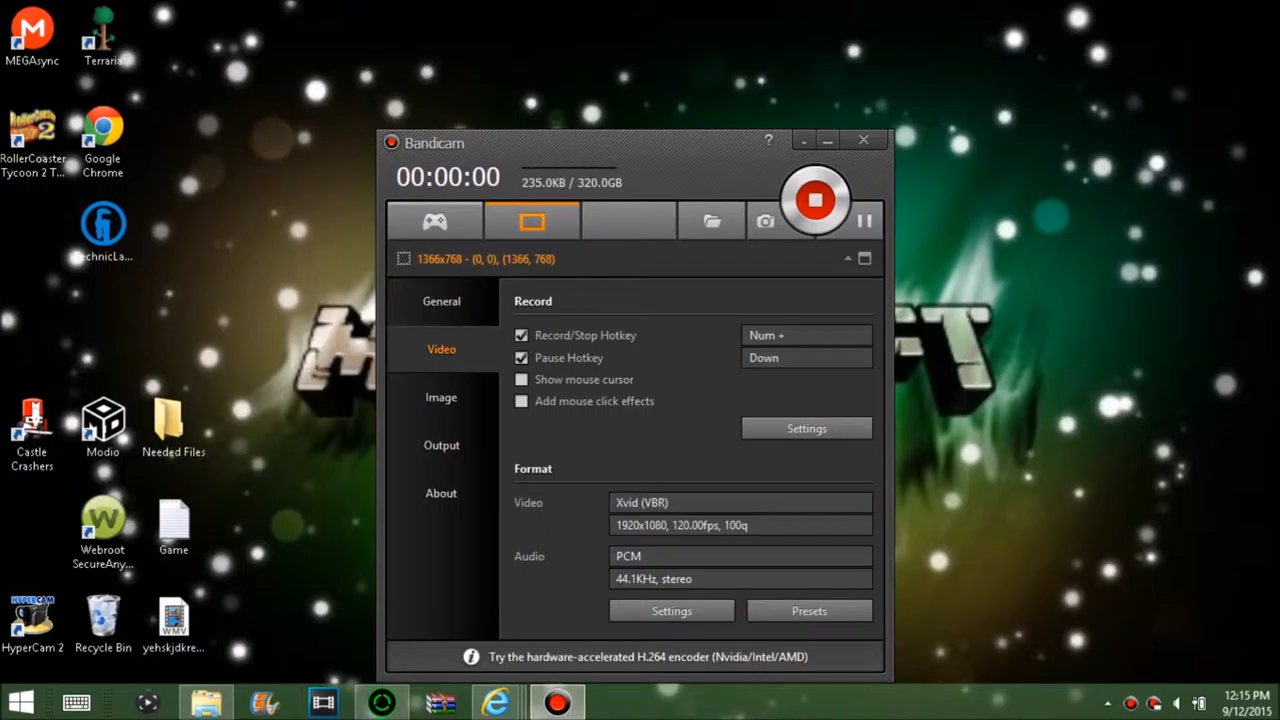 MEGAsync
Terraria
RollerCoaster
Tycoon 2 T...
Google
Chrome
TechnicLa...
Castle
Crashers
Modio
Needed Files
Webroot
SecureAny...
Game
HYPERCAM
HyperCam 2
Recycle Bin
WMV
yehskjdkre...
Bandicam
?
00:00:00
235.0KB / 320.0GB
1366x768 - (0, 0), (1366, 768)
General
Video
Image
Output
About
Record
Record/Stop Hotkey
Num +
Pause Hotkey
Down
Show mouse cursor
Add mouse click effects
Settings
Format
Video
Xvid (VBR)
1920x1080, 120.00fps, 100q
Audio
PCM
44.1KHz, stereo
Settings
Presets
Try the hardware-accelerated H.264 encoder (Nvidia/Intel/AMD)
12:15 PM
9/12/2015